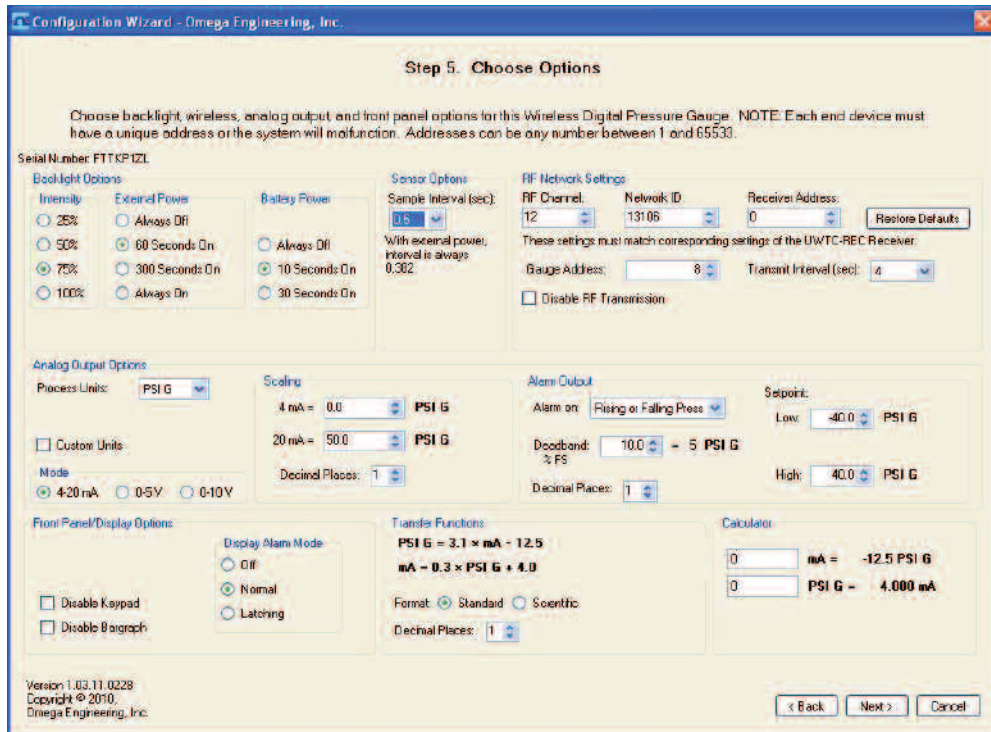 Configuration Wizard - Omega Engineering, Inc.
Step 5. Choose Options
Choose backlight, wireless, analog output, and front panel options for this Wireless Digital Pressure Gauge. NOTE: Each end device must
have a unique address or the system will malfunction. Addresses can be any number between 1 and 65533.
Serial Number: FTTKP1ZL
Backlight Options
Intensity
25%
50%
75%
100%
External Power
Always Off
60 Seconds On
300 Seconds On
Always On
Battery Power
Always Off
10 Seconds On
30 Seconds On
Sensor Options
Sample Interval (sec):
0.5
With external power,
interval is always
0.302
RF Network Settings
RF Channel:
12
Network ID
13106
Receiver Address:
0
Restore Defaults
These settings must match corresponding settings of the UWTC-REC Receiver.
Gauge Address: 8
Transmit Interval (sec): 4
Disable RF Transmission
Analog Output Options
Process Units: PSI G
Custom Units
Mode
4-20 mA 0-5 V 0-10 V
Scaling
4 mA = 0.0 PSI G
20 mA = 50.0 PSI G
Decimal Places: 1
Alarm Output
Alarm on: Rising or Falling Press
Deadband: 10.0 = 5 PSI G
% FS
Decimal Places: 1
Setpoint:
Low: -40.0 PSI G
High: 40.0 PSI G
Front Panel/Display Options
Disable Keypad
Disable Bargraph
Display Alarm Mode
Off
Normal
Latching
Transfer Functions
PSI G = 3.1 × mA - 12.5
mA = 0.3 × PSI G + 4.0
Format: Standard Scientific
Decimal Places: 1
Calculator
0 mA = -12.5 PSI G
0 PSI G = 4.000 mA
Version 1.03.11.0228
Copyright © 2010,
Omega Engineering, Inc.
< Back Next > Cancel